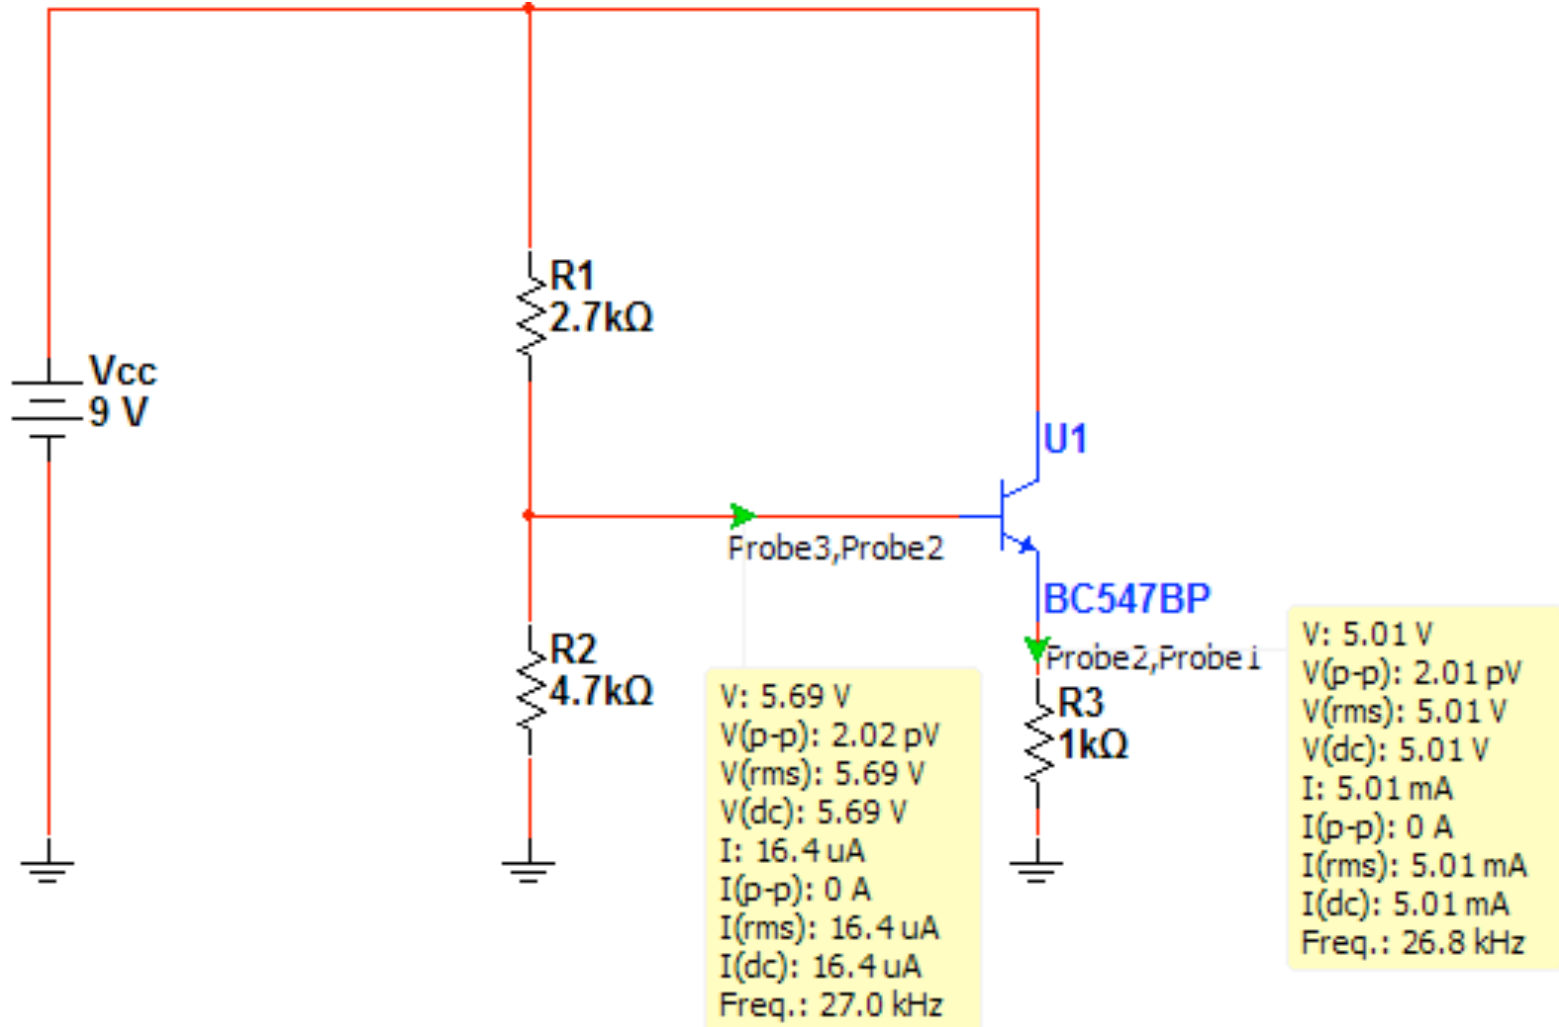 R1
2.7kΩ
Vcc
9 V
U1
Probe3,Probe2
BC547BP
R2
4.7kΩ
Probe2,Probe1
R3
1kΩ
V: 5.69 V
V(p-p): 2.02 pV
V(rms): 5.69 V
V(dc): 5.69 V
I: 16.4 uA
I(p-p): 0 A
I(rms): 16.4 uA
I(dc): 16.4 uA
Freq.: 27.0 kHz
V: 5.01 V
V(p-p): 2.01 pV
V(rms): 5.01 V
V(dc): 5.01 V
I: 5.01 mA
I(p-p): 0 A
I(rms): 5.01 mA
I(dc): 5.01 mA
Freq.: 26.8 kHz